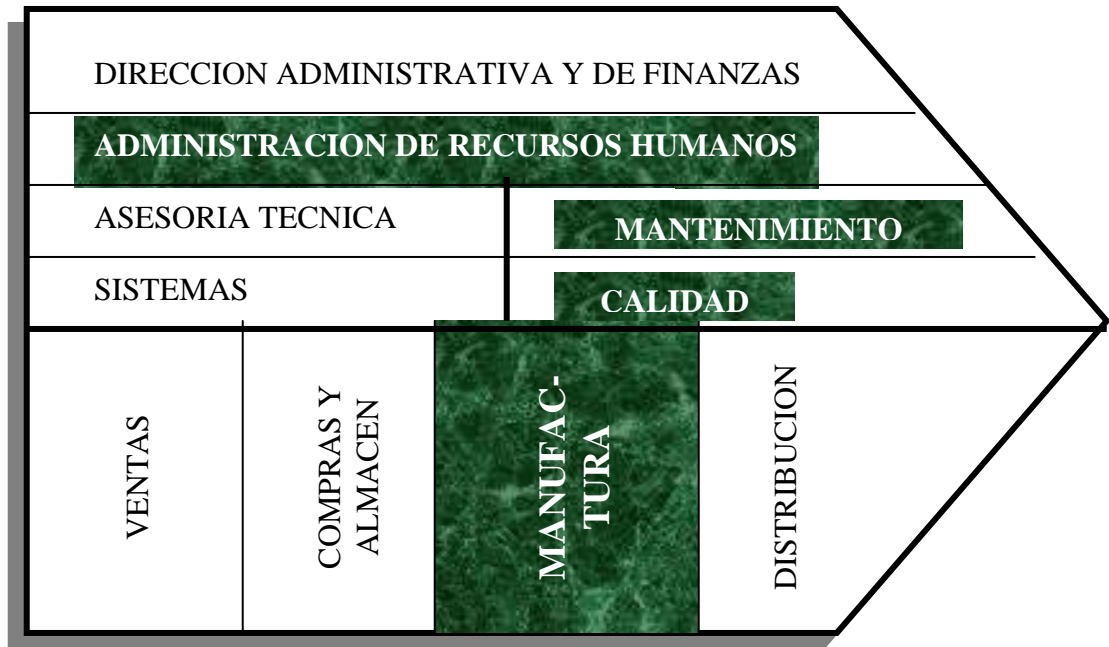 DIRECCION ADMINISTRATIVA Y DE FINANZAS
ADMINISTRACION DE RECURSOS HUMANOS
ASESORIA TECNICA
MANTENIMIENTO
SISTEMAS
CALIDAD
VENTAS
COMPRAS Y
ALMACEN
MANUFAC-
TURA
DISTRIBUCION